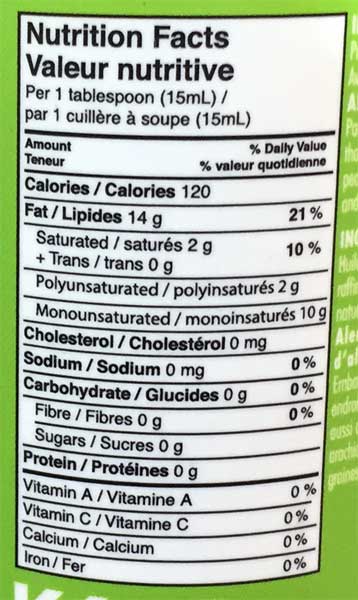 Nutrition Facts
Valeur nutritive
Per 1 tablespoon (15mL) /
par 1 cuillère à soupe (15mL)
Amount % Daily Value
Teneur % valeur quotidienne
Calories / Calories 120
Fat / Lipides 14 g 21 %
Saturated / saturés 2 g 10 %
+ Trans / trans 0 g
Polyunsaturated / polyinsaturés 2 g
Monounsaturated / monoinsaturés 10 g
Cholesterol / Cholestérol 0 mg
Sodium / Sodium 0 mg 0 %
Carbohydrate / Glucides 0 g 0 %
Fibre / Fibres 0 g 0 %
Sugars / Sucres 0 g
Protein / Protéines 0 g
Vitamin A / Vitamine A 0 %
Vitamin C / Vitamine C 0 %
Calcium / Calcium 0 %
Iron / Fer 0 %